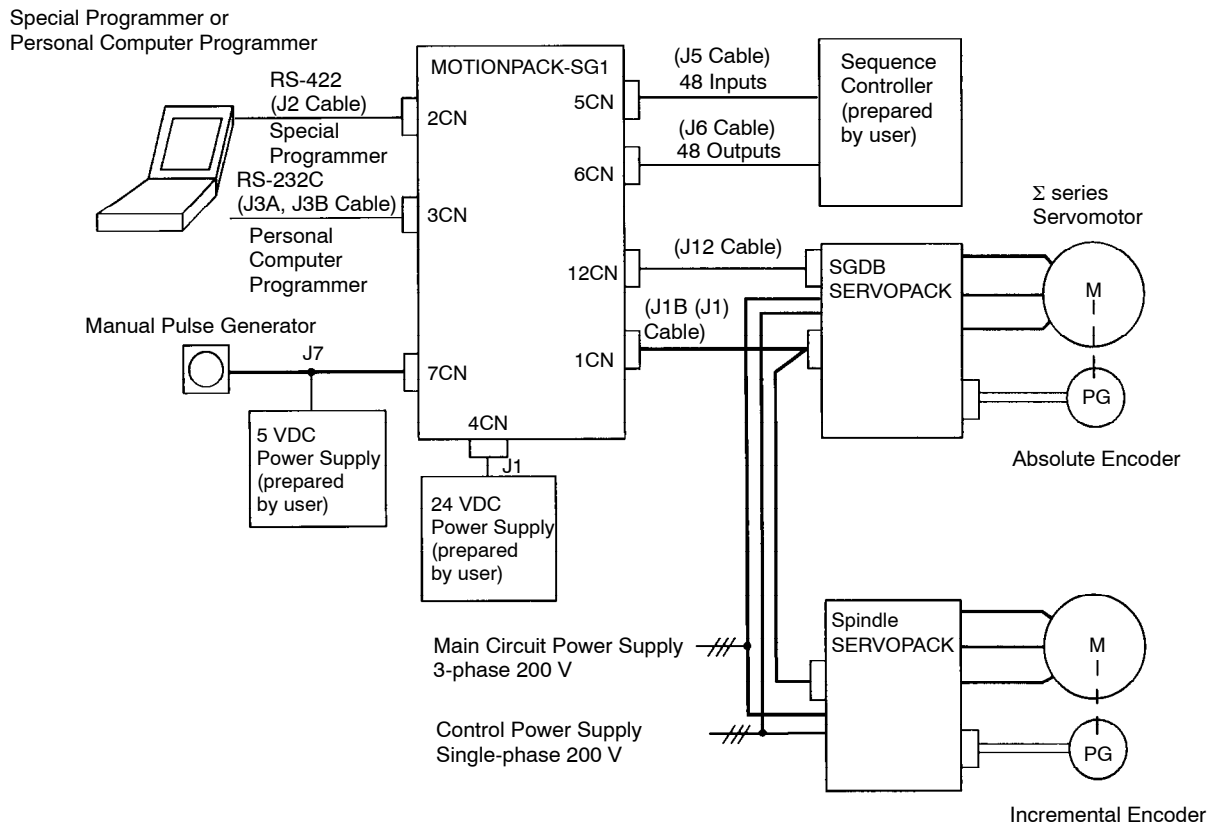 Special Programmer or
Personal Computer Programmer
RS-422
(J2 Cable)
Special
Programmer
RS-232C
(J3A, J3B Cable)
Personal
Computer
Programmer
Manual Pulse Generator
J7
5 VDC
Power Supply
(prepared
by user)
MOTIONPACK-SG1
2CN
3CN
7CN
4CN
5CN
6CN
12CN
1CN
J1
24 VDC
Power Supply
(prepared
by user)
(J5 Cable)
48 Inputs
(J6 Cable)
48 Outputs
(J12 Cable)
(J1B (J1)
Cable)
Sequence
Controller
(prepared
by user)
Σ series
Servomotor
SGDB
SERVOPACK
M
PG
Absolute Encoder
Main Circuit Power Supply
3-phase 200 V
Control Power Supply
Single-phase 200 V
Spindle
SERVOPACK
M
PG
Incremental Encoder